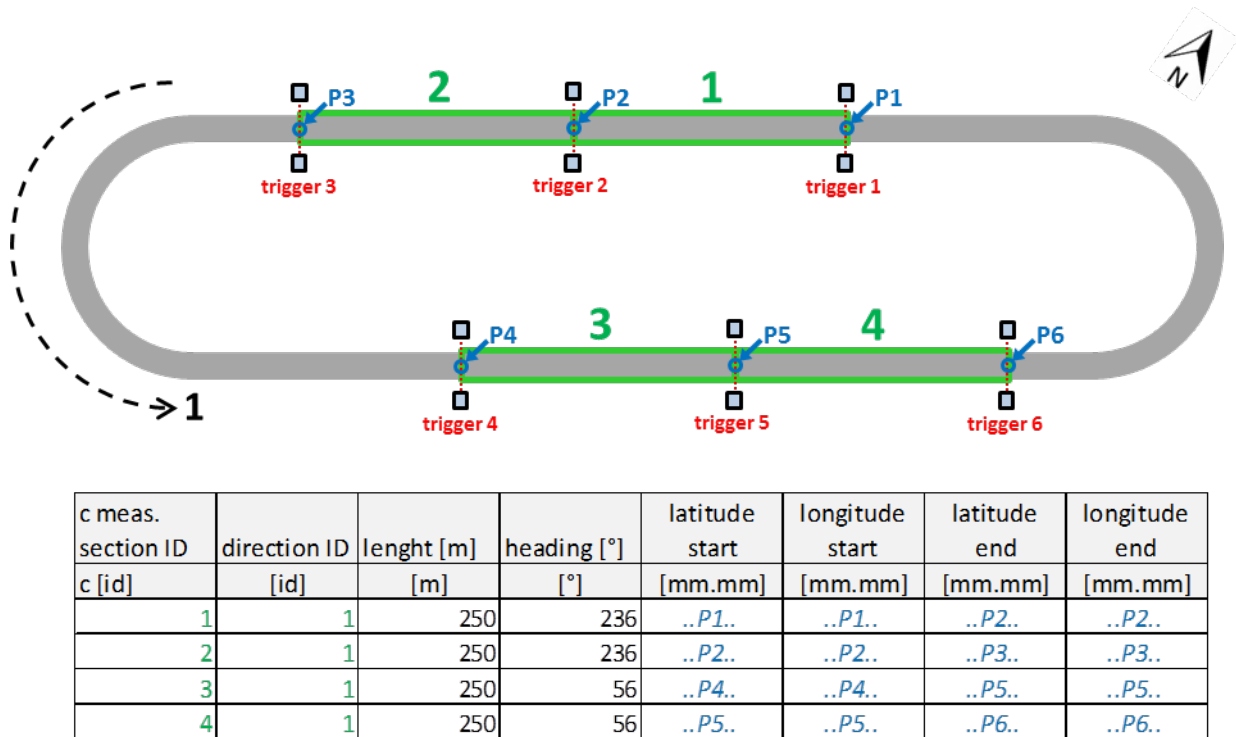 N
2 1
P3 P2 P1
trigger 3 trigger 2 trigger 1
3 4
P4 P5 P6
1
trigger 4 trigger 5 trigger 6
c meas. section ID direction ID lenght [m] heading [°] latitude start longitude start latitude end longitude end
c [id] [id] [m] [°] [mm.mm] [mm.mm] [mm.mm] [mm.mm]
1 1 250 236 ..P1.. ..P1.. ..P2.. ..P2..
2 1 250 236 ..P2.. ..P2.. ..P3.. ..P3..
3 1 250 56 ..P4.. ..P4.. ..P5.. ..P5..
4 1 250 56 ..P5.. ..P5.. ..P6.. ..P6..